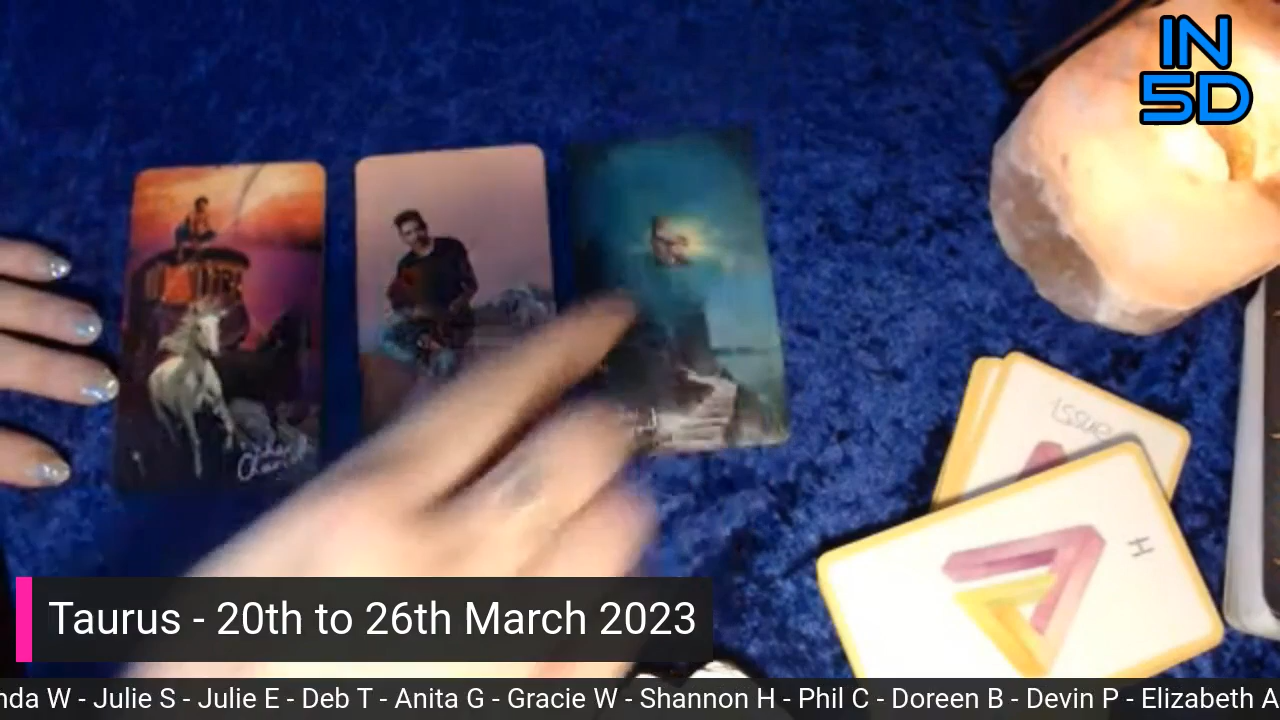 IN
5D
Issue
H
Taurus - 20th to 26th March 2023
nda W - Julie S - Julie E - Deb T - Anita G - Gracie W - Shannon H - Phil C - Doreen B - Devin P - Elizabeth A